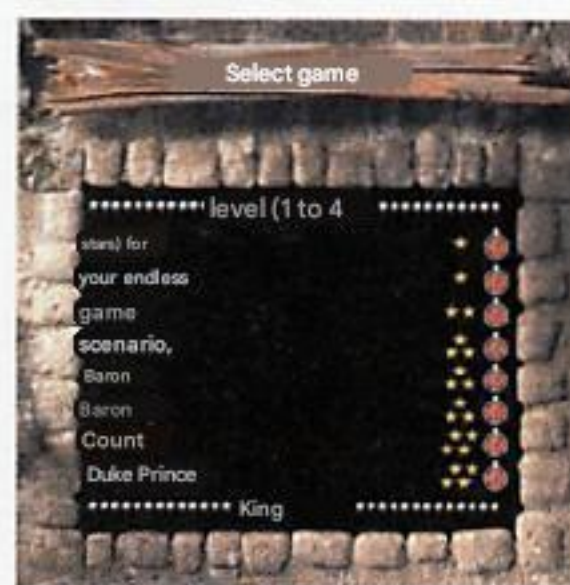 Select game
level (1 to 4
stars) for
your endless
game
scenario,
Baron
Baron
Count
Duke Prince
King